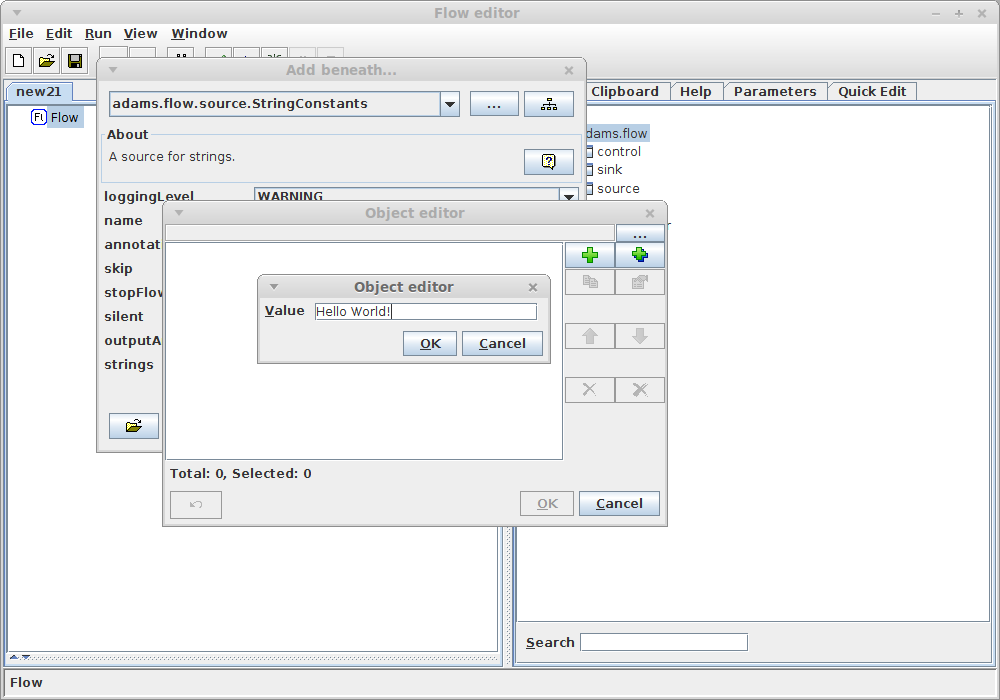 Flow editor
File Edit Run View Window
Add beneath...
new21
Clipboard Help Parameters Quick Edit
adams.flow.source.StringConstants
...
Flow
About
dams.flow
A source for strings.
control
sink
source
loggingLevel WARNING
name
Object editor
...
annotat
skip
stopFlow
silent
outputA
strings
Object editor
Value Hello World!
OK Cancel
Total: 0, Selected: 0
OK Cancel
Search
Flow